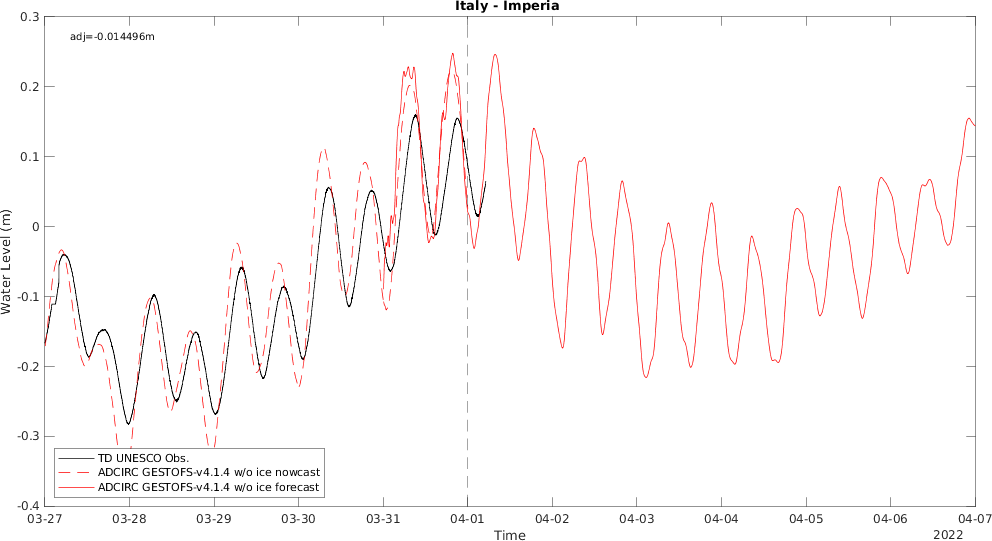 Italy - Imperia
adj=-0.014496m
0.3
0.2
0.1
0
-0.1
-0.2
-0.3
-0.4
Water Level (m)
TD UNESCO Obs.
ADCIRC GESTOFS-v4.1.4 w/o ice nowcast
ADCIRC GESTOFS-v4.1.4 w/o ice forecast
03-27 03-28 03-29 03-30 03-31 04-01 04-02 04-03 04-04 04-05 04-06 04-07
Time
2022